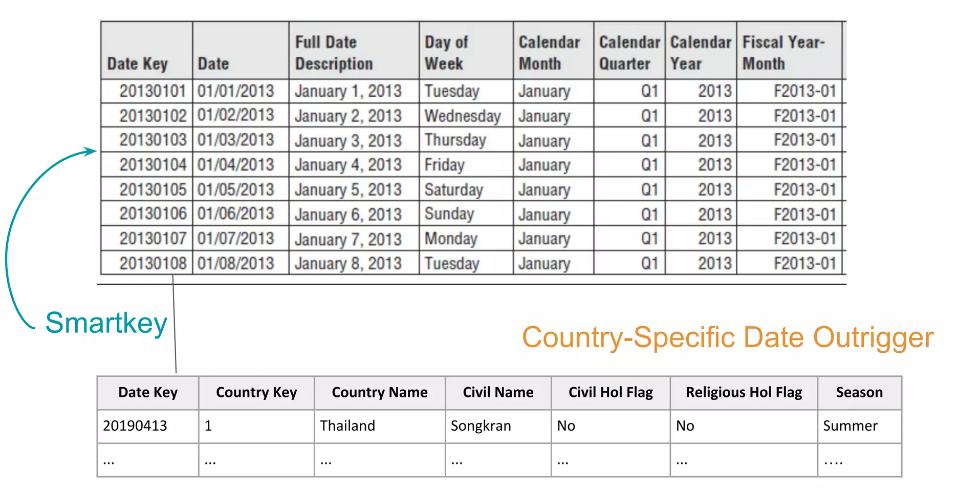 Full Date Day of Calendar Calendar Calendar Fiscal Year-
Date Key Date Description Week Month Quarter Year Month
20130101 01/01/2013 January 1, 2013 Tuesday January Q1 2013 F2013-01
20130102 01/02/2013 January 2, 2013 Wednesday January Q1 2013 F2013-01
20130103 01/03/2013 January 3, 2013 Thursday January Q1 2013 F2013-01
20130104 01/04/2013 January 4, 2013 Friday January Q1 2013 F2013-01
20130105 01/05/2013 January 5, 2013 Saturday January Q1 2013 F2013-01
20130106 01/06/2013 January 6, 2013 Sunday January Q1 2013 F2013-01
20130107 01/07/2013 January 7, 2013 Monday January Q1 2013 F2013-01
20130108 01/08/2013 January 8, 2013 Tuesday January Q1 2013 F2013-01
Smartkey
Country-Specific Date Outrigger
Date Key Country Key Country Name Civil Name Civil Hol Flag Religious Hol Flag Season
20190413 1 Thailand Songkran No No Summer
... ... ... ... ... ... ....